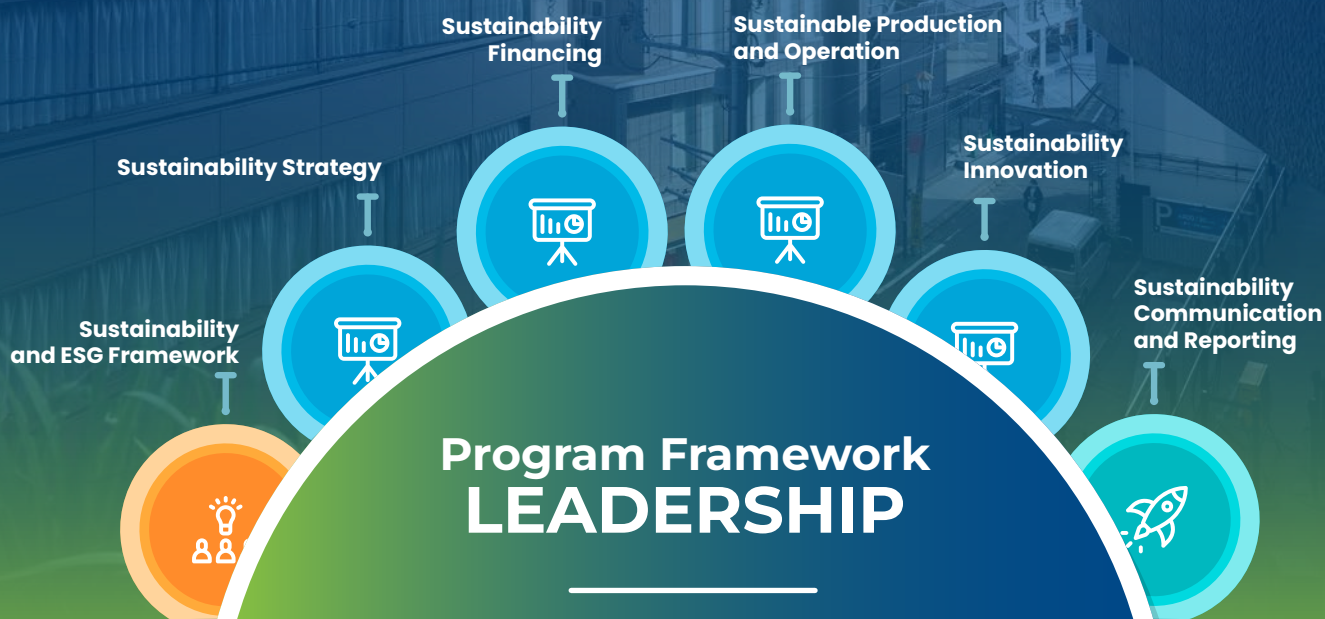 Sustainability
Financing
Sustainable Production
and Operation
Sustainability Strategy
Sustainability
Innovation
Sustainability
and ESG Framework
Sustainability
Communication
and Reporting
Program Framework
LEADERSHIP
P